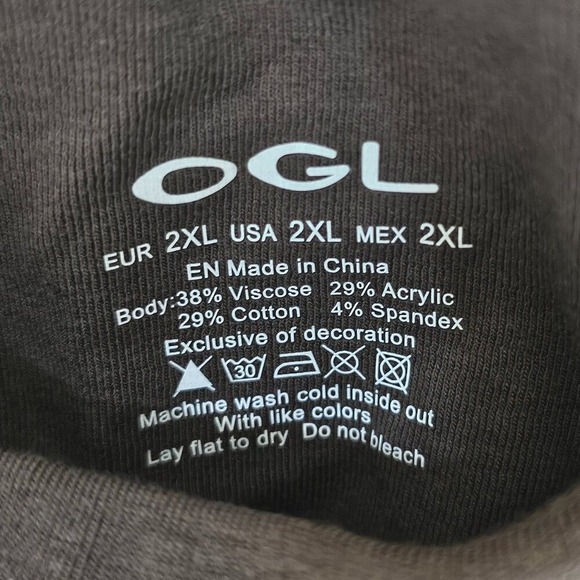 OGL
EUR 2XL USA 2XL MEX 2XL
EN Made in China
Body:38% Viscose 29% Acrylic
29% Cotton 4% Spandex
Exclusive of decoration
30
Machine wash cold inside out
With like colors
Lay flat to dry Do not bleach